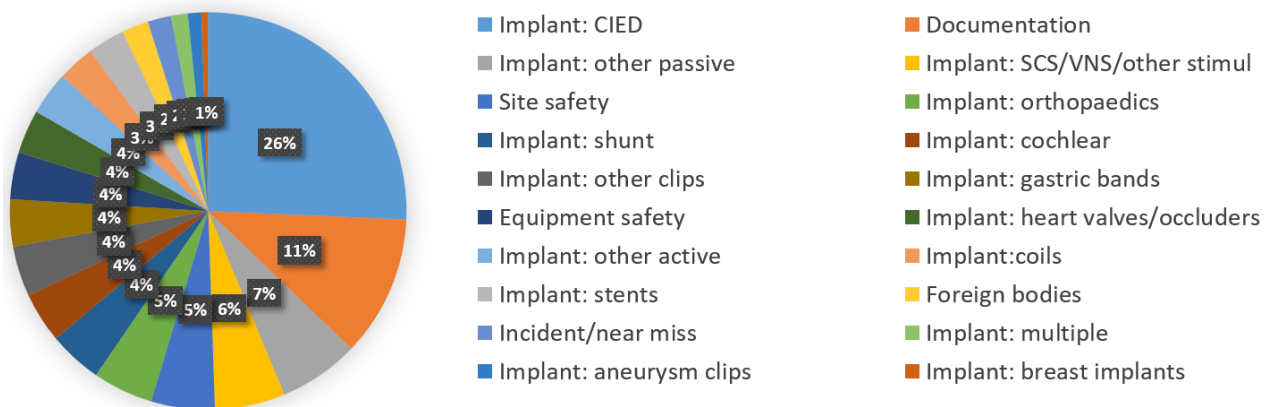 Implant: CIED Documentation
Implant: other passive Implant: SCS/VNS/other stimul
Site safety Implant: orthopaedics
Implant: shunt Implant: cochlear
Implant: other clips Implant: gastric bands
Equipment safety Implant: heart valves/occluders
Implant: other active Implant:coils
Implant: stents Foreign bodies
Incident/near miss Implant: multiple
Implant: aneurysm clips Implant: breast implants
26%
11%
7%
6%
5%
5%
4%
4%
4%
4%
4%
4%
4%
3
3
2
2
1%